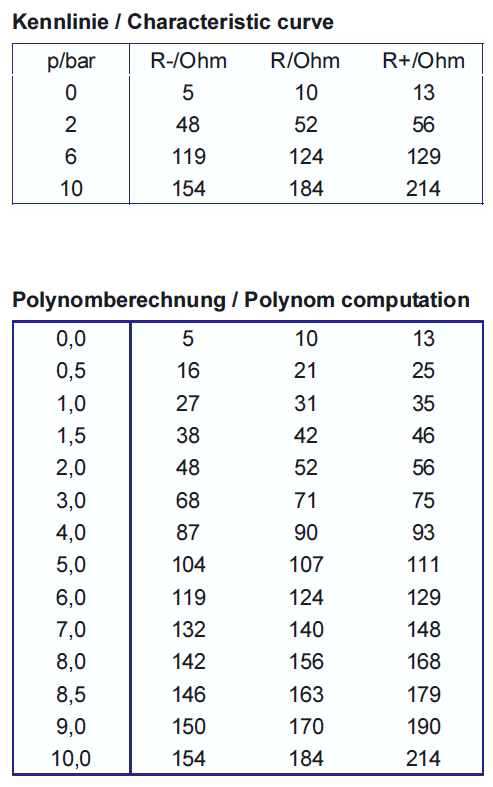 Kennlinie / Characteristic curve
p/bar R-/Ohm R/Ohm R+/Ohm
0 5 10 13
2 48 52 56
6 119 124 129
10 154 184 214
Polynomberechnung / Polynom computation
0,0 5 10 13
0,5 16 21 25
1,0 27 31 35
1,5 38 42 46
2,0 48 52 56
3,0 68 71 75
4,0 87 90 93
5,0 104 107 111
6,0 119 124 129
7,0 132 140 148
8,0 142 156 168
8,5 146 163 179
9,0 150 170 190
10,0 154 184 214